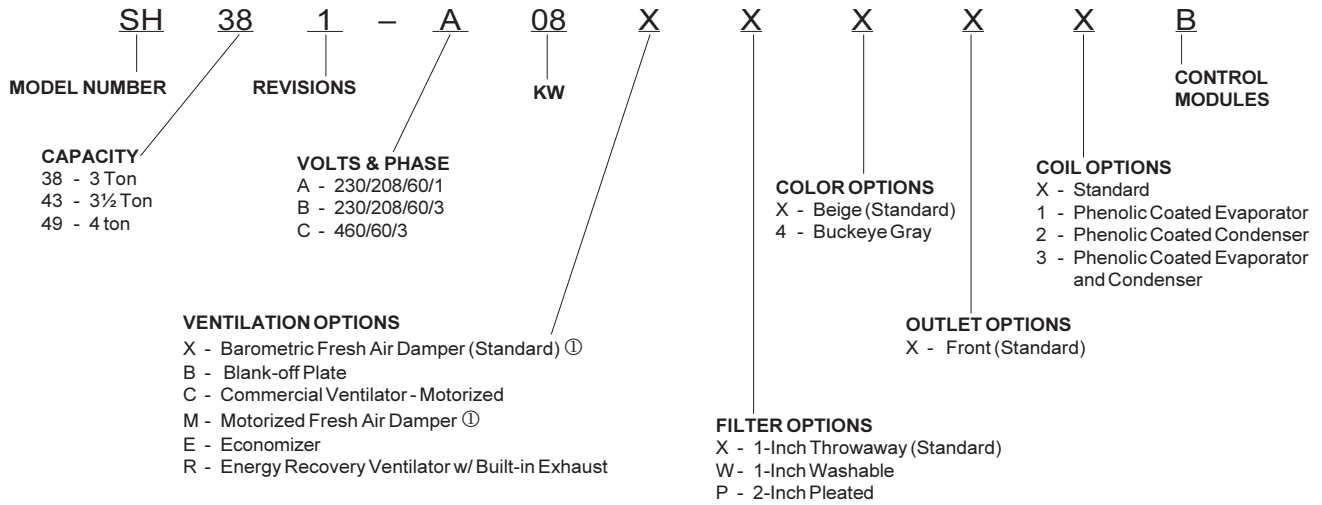 SH 38 1 – A 08 X X X X B
MODEL NUMBER
REVISIONS
KW
CONTROL
MODULES
CAPACITY
38 - 3 Ton
43 - 3½ Ton
49 - 4 ton
VOLTS & PHASE
A - 230/208/60/1
B - 230/208/60/3
C - 460/60/3
COLOR OPTIONS
X - Beige (Standard)
4 - Buckeye Gray
COIL OPTIONS
X - Standard
1 - Phenolic Coated Evaporator
2 - Phenolic Coated Condenser
3 - Phenolic Coated Evaporator
and Condenser
VENTILATION OPTIONS
X - Barometric Fresh Air Damper (Standard) ①
B - Blank-off Plate
C - Commercial Ventilator - Motorized
M - Motorized Fresh Air Damper ①
E - Economizer
R - Energy Recovery Ventilator w/ Built-in Exhaust
OUTLET OPTIONS
X - Front (Standard)
FILTER OPTIONS
X - 1-Inch Throwaway (Standard)
W - 1-Inch Washable
P - 2-Inch Pleated